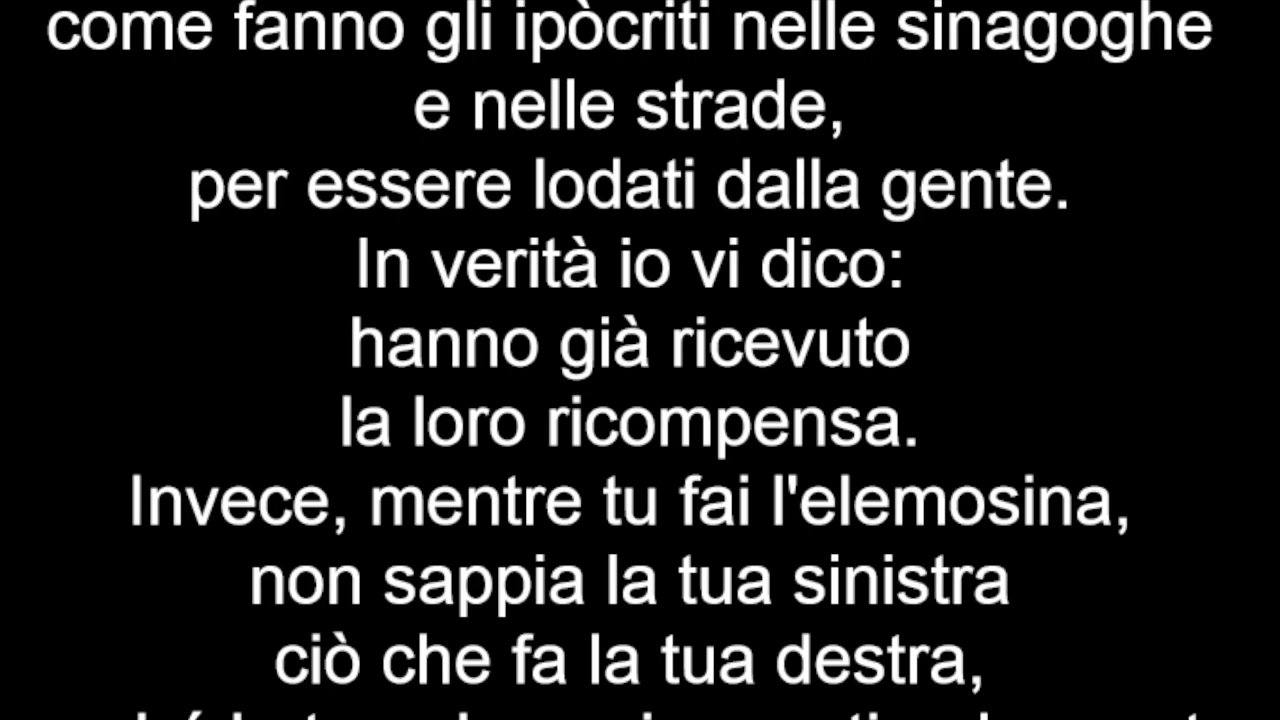 come fanno gli ipòcriti nelle sinagoghe
e nelle strade,
per essere lodati dalla gente.
In verità io vi dico:
hanno già ricevuto
la loro ricompensa.
Invece, mentre tu fai l'elemosina,
non sappia la tua sinistra
ciò che fa la tua destra,